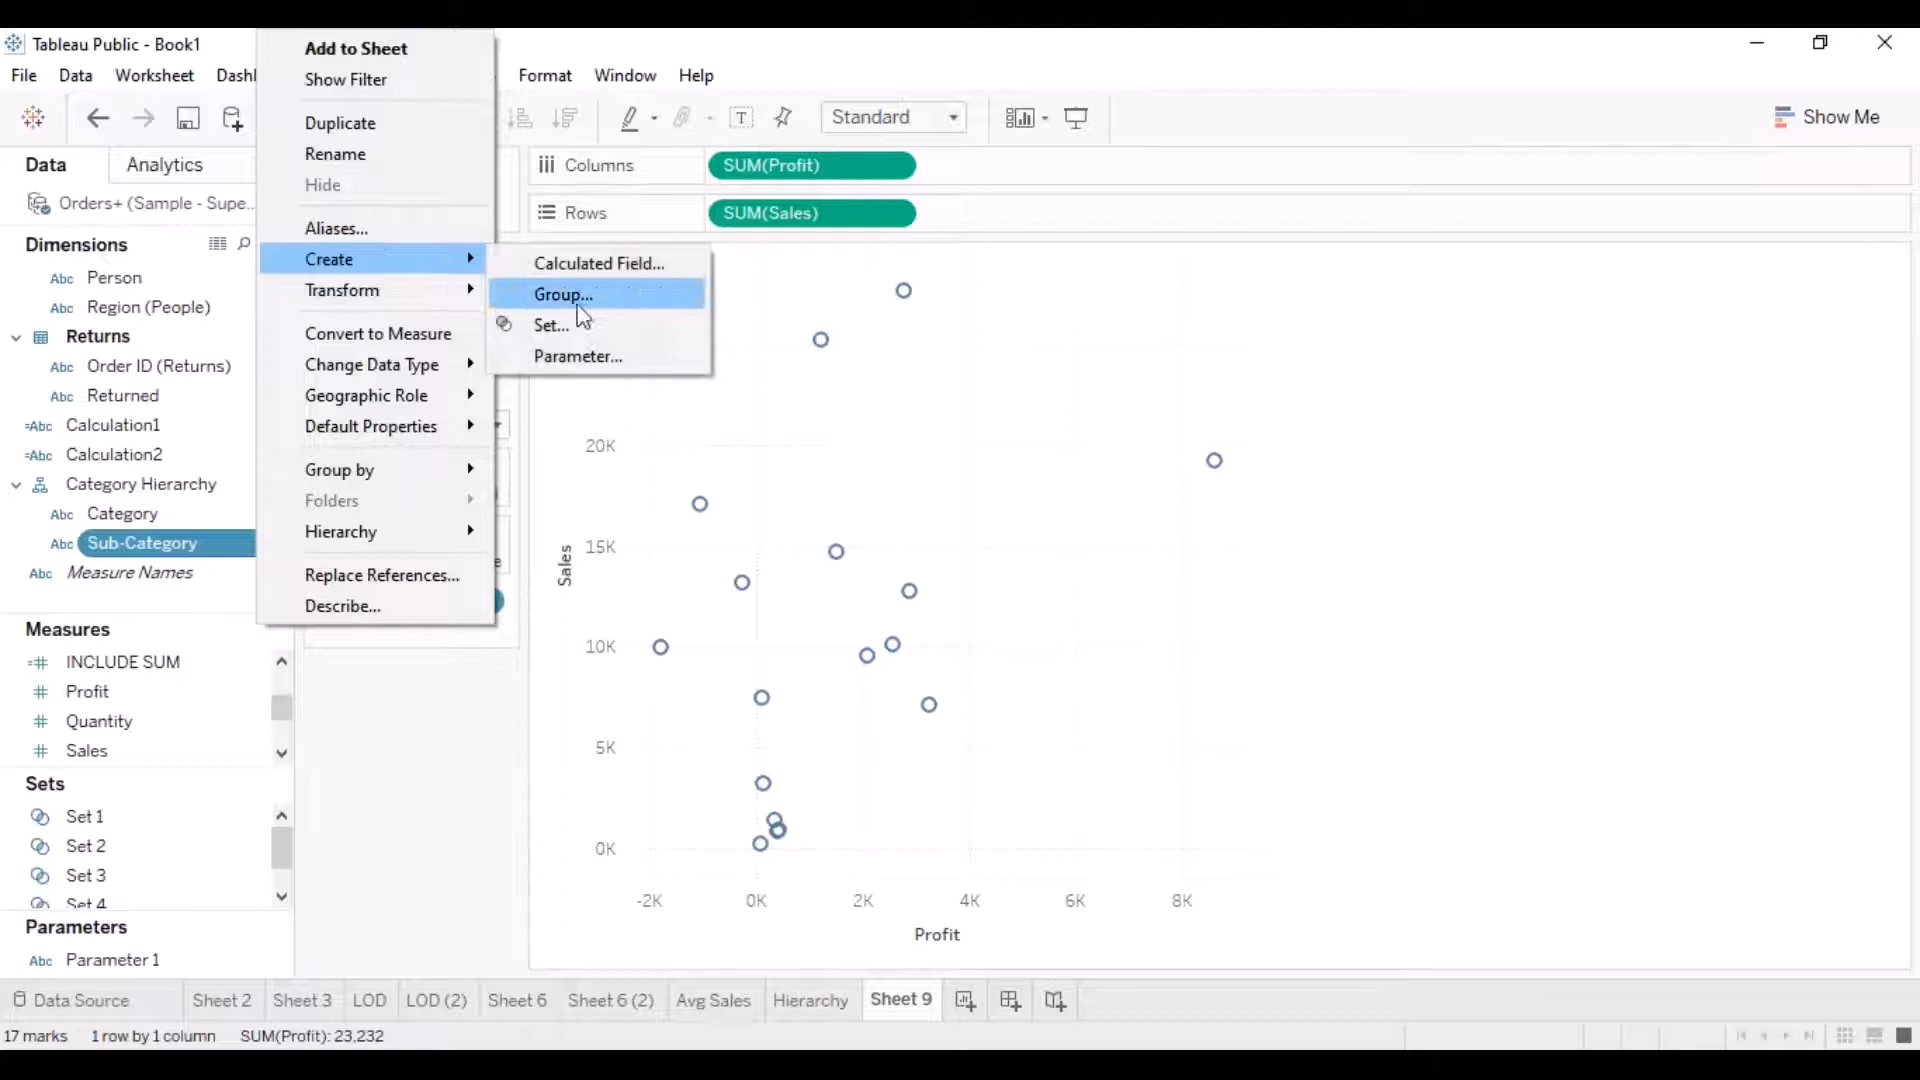 Tableau Public - Book1
File Data Worksheet Dashl Format Window Help
Standard
Show Me
Data Analytics
Orders+ (Sample - Supe...
Dimensions
Abc Person
Abc Region (People)
Returns
Abc Order ID (Returns)
Abc Returned
=Abc Calculation1
=Abc Calculation2
Category Hierarchy
Abc Category
Abc Sub-Category
Abc Measure Names
Measures
=# INCLUDE SUM
# Profit
# Quantity
# Sales
Sets
Set 1
Set 2
Set 3
Set 4
Parameters
Abc Parameter 1
Add to Sheet
Show Filter
Duplicate
Rename
Hide
Aliases...
Create
Transform
Convert to Measure
Change Data Type
Geographic Role
Default Properties
Group by
Folders
Hierarchy
Replace References...
Describe...
Calculated Field...
Group...
Set...
Parameter...
Columns SUM(Profit)
Rows SUM(Sales)
e
Sales
20K
15K
10K
5K
0K
-2K 0K 2K 4K 6K 8K
Profit
Data Source Sheet 2 Sheet 3 LOD LOD (2) Sheet 6 Sheet 6 (2) Avg Sales Hierarchy Sheet 9
17 marks 1 row by 1 column SUM(Profit): 23,232